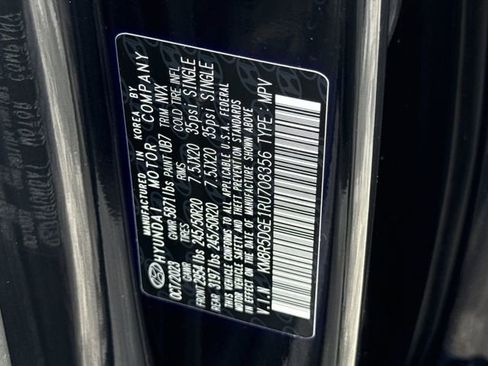 MANUFACTURED IN KOREA BY
HYUNDAI MOTOR COMPANY
OCT/2023 GVWR 5071lbs PAINT UB7 TRIM NVX
GAWR TIRES RIMS COLD TIRE INFL
FRONT 2954 lbs 245/50R20 7.5JX20 35psi SINGLE
REAR 3197 lbs 245/50R20 7.5JX20 35psi SINGLE
THIS VEHICLE CONFORMS TO ALL APPLICABLE U.S.A. FEDERAL
MOTOR VEHICLE SAFETY, BUMPER, AND THEFT PREVENTION STANDARDS
IN EFFECT ON THE DATE OF MANUFACTURE SHOWN ABOVE.
V.I.N : KM8R5DGE1RU708356 TYPE : MPV